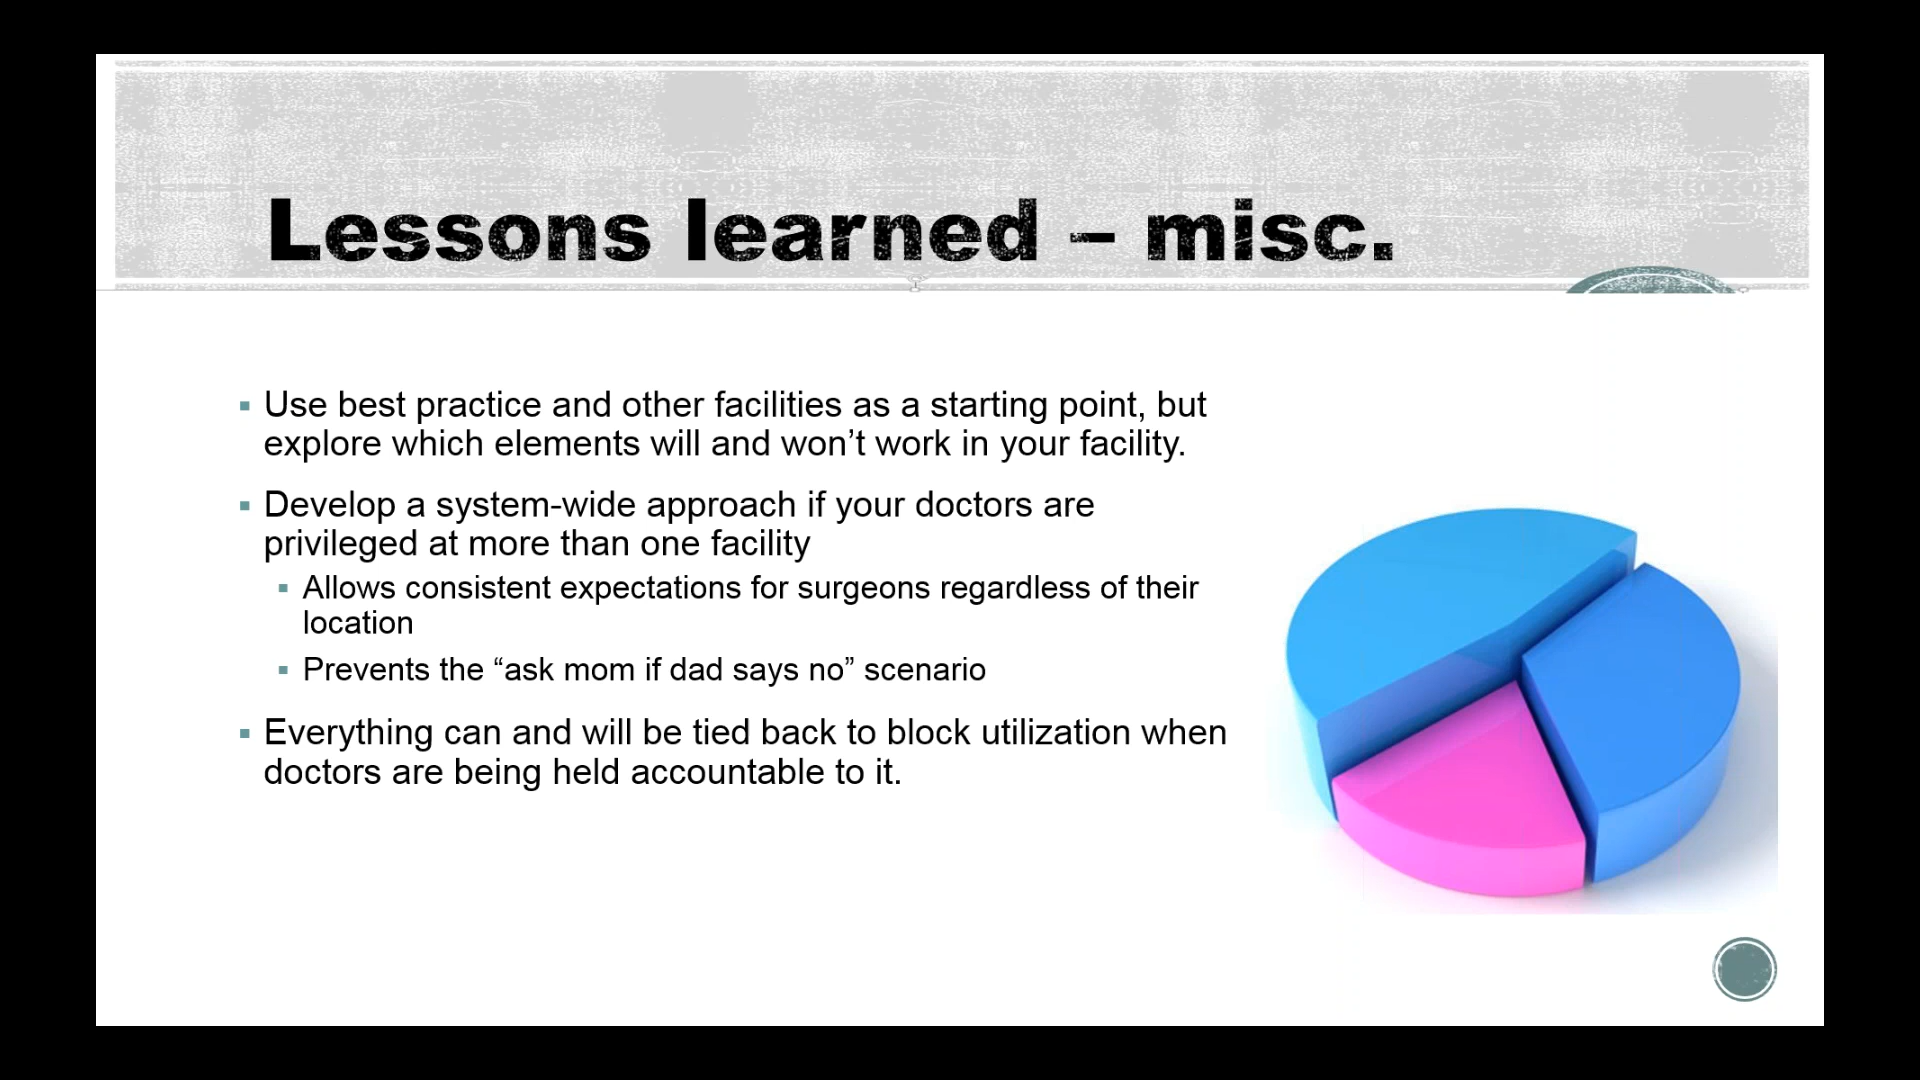 Lessons learned – misc.
Use best practice and other facilities as a starting point, but
explore which elements will and won’t work in your facility.
Develop a system-wide approach if your doctors are
privileged at more than one facility
Allows consistent expectations for surgeons regardless of their
location
Prevents the “ask mom if dad says no” scenario
Everything can and will be tied back to block utilization when
doctors are being held accountable to it.